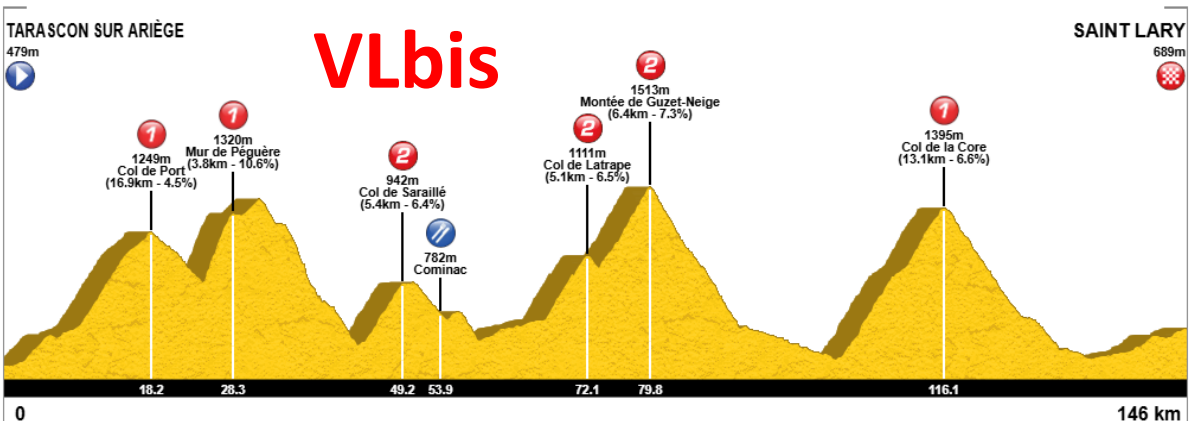 TARASCON SUR ARIÈGE
479m
VLbis
SAINT LARY
689m
1
1249m
Col de Port
(16.9km - 4.5%)
1
1320m
Mur de Péguère
(3.8km - 10.6%)
2
942m
Col de Saraillé
(5.4km - 6.4%)
782m
Cominac
2
1111m
Col de Latrape
(5.1km - 6.5%)
2
1513m
Montée de Guzet-Neige
(6.4km - 7.3%)
1
1395m
Col de la Core
(13.1km - 6.6%)
18.2 28.3 49.2 53.9 72.1 79.8 116.1
0 146 km